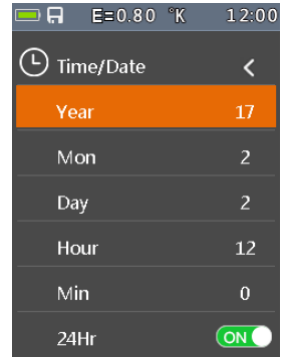 E=0.80 °K 12:00
Time/Date <
Year 17
Mon 2
Day 2
Hour 12
Min 0
24Hr ON